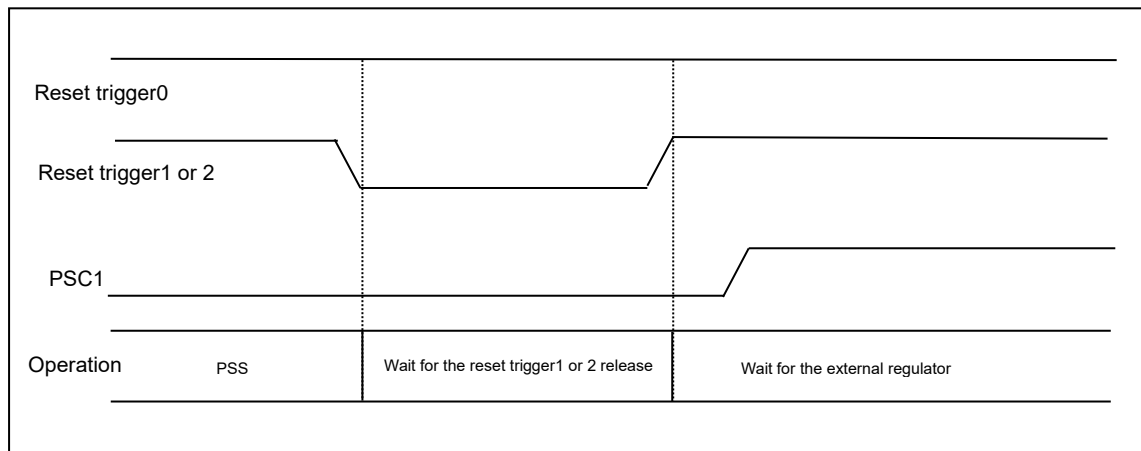 Reset trigger0
Reset trigger1 or 2
PSC1
Operation
PSS
Wait for the reset trigger1 or 2 release
Wait for the external regulator